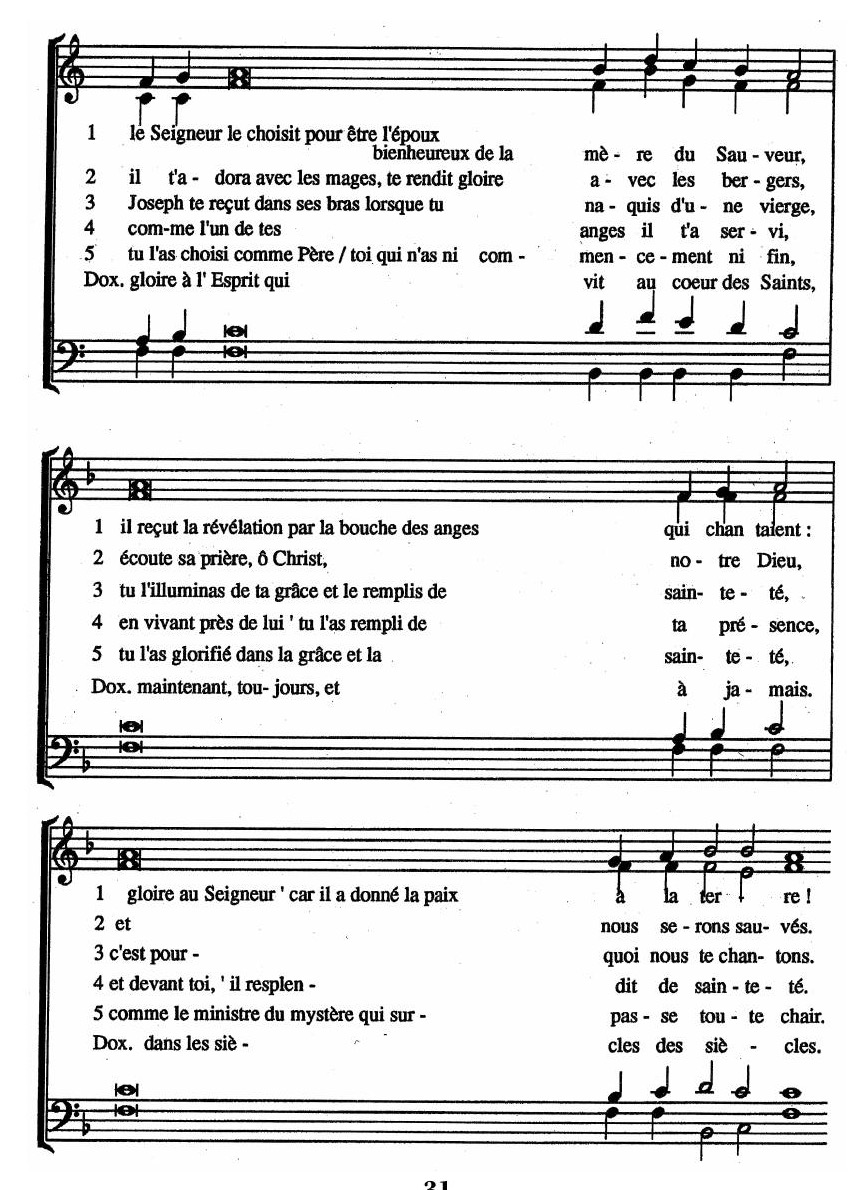 1 le Seigneur le choisit pour être l'époux
bienheureux de la mè - re du Sau - veur,
2 il t'a - dora avec les mages, te rendit gloire a - vec les ber - gers,
3 Joseph te reçut dans ses bras lorsque tu na - quis d'u - ne vierge,
4 com-me l'un de tes anges il t'a ser - vi,
5 tu l'as choisi comme Père / toi qui n'as ni com - men - ce - ment ni fin,
Dox. gloire à l' Esprit qui vit au coeur des Saints,
1 il reçut la révélation par la bouche des anges qui chan taient :
2 écoute sa prière, ô Christ, no - tre Dieu,
3 tu l'illuminas de ta grâce et le remplis de sain- te - té,
4 en vivant près de lui ' tu l'as rempli de ta pré - sence,
5 tu l'as glorifié dans la grâce et la sain- te - té,
Dox. maintenant, tou- jours, et à ja - mais.
1 gloire au Seigneur ' car il a donné la paix à la ter - re !
2 et nous se - rons sau- vés.
3 c'est pour - quoi nous te chan- tons.
4 et devant toi, ' il resplen - dit de sain - te - té.
5 comme le ministre du mystère qui sur - pas - se tou - te chair.
Dox. dans les siè - cles des siè - cles.
31